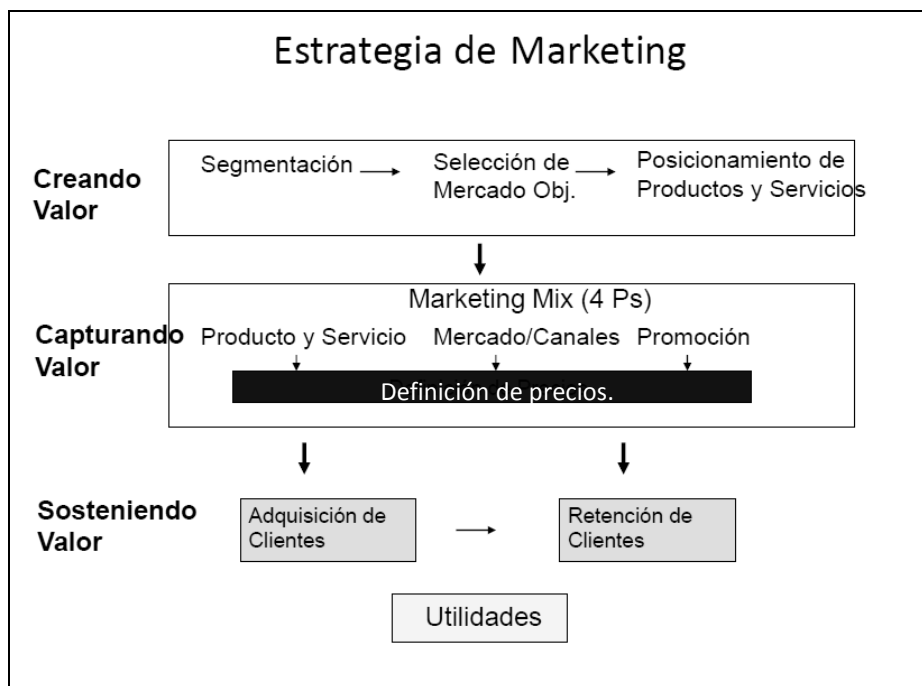 Estrategia de Marketing
Creando
Valor
Segmentación
Selección de
Mercado Obj.
Posicionamiento de
Productos y Servicios
Marketing Mix (4 Ps)
Capturando
Valor
Producto y Servicio
Mercado/Canales
Promoción
Definición de precios.
Sosteniendo
Valor
Adquisición de
Clientes
Retención de
Clientes
Utilidades